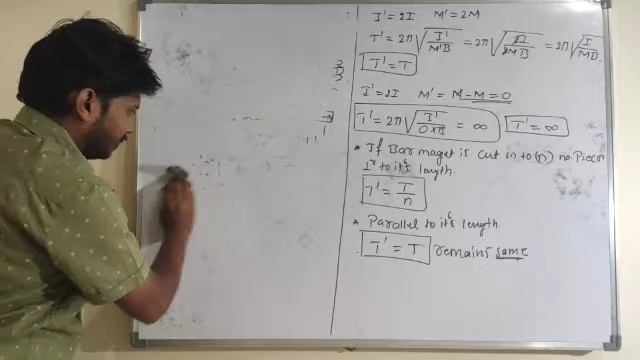 I' = 2I M' = 2M
T' = 2π√(I'/M'B) = 2π√(2I/2MB) = 2π√(I/MB)
T' = T
I' = 2I M' = M - M = 0
T' = 2π√(I'/0×B) = ∞ T' = ∞
* If Bar maget is cut in to (n) no. Pieces
to it's length.
T' = T/n
* Parallel to it's length.
T' = T remains same